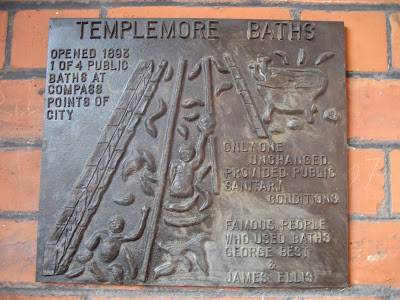 TEMPLEMORE BATHS
OPENED 1893
1 OF 4 PUBLIC
BATHS AT
COMPASS
POINTS OF
CITY
ONLY ONE
UNCHANGED.
PROVIDED PUBLIC
SANITARY
CONDITIONS
FAMOUS PEOPLE
WHO USED BATHS
GEORGE BEST
&
JAMES ELLIS